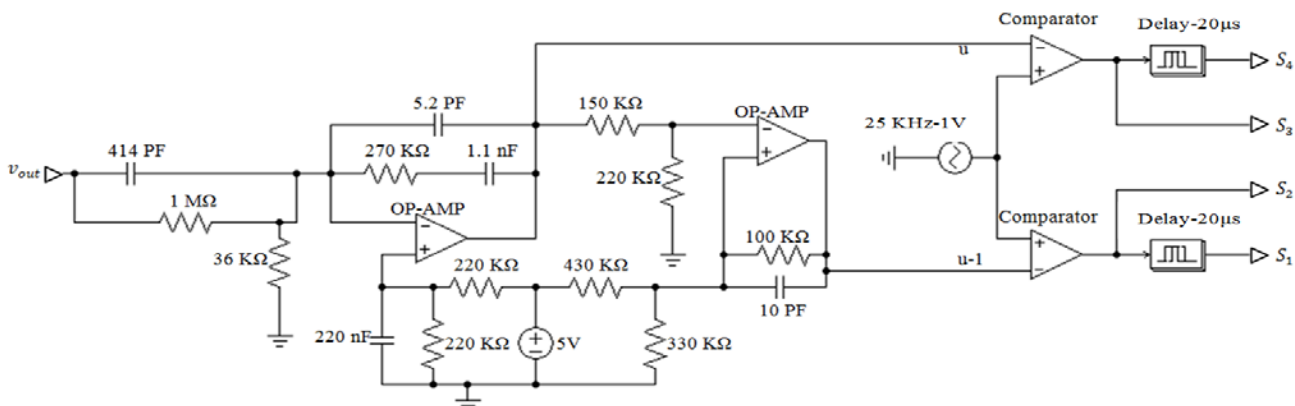 Comparator
Delay-20µs
u
S4
5.2 PF
150 KΩ
OP-AMP
25 KHz-1V
414 PF
270 KΩ
1.1 nF
S3
vout
220 KΩ
1 MΩ
OP-AMP
S2
Comparator
Delay-20µs
36 KΩ
100 KΩ
220 KΩ
430 KΩ
u-1
S1
10 PF
220 nF
220 KΩ
5V
330 KΩ